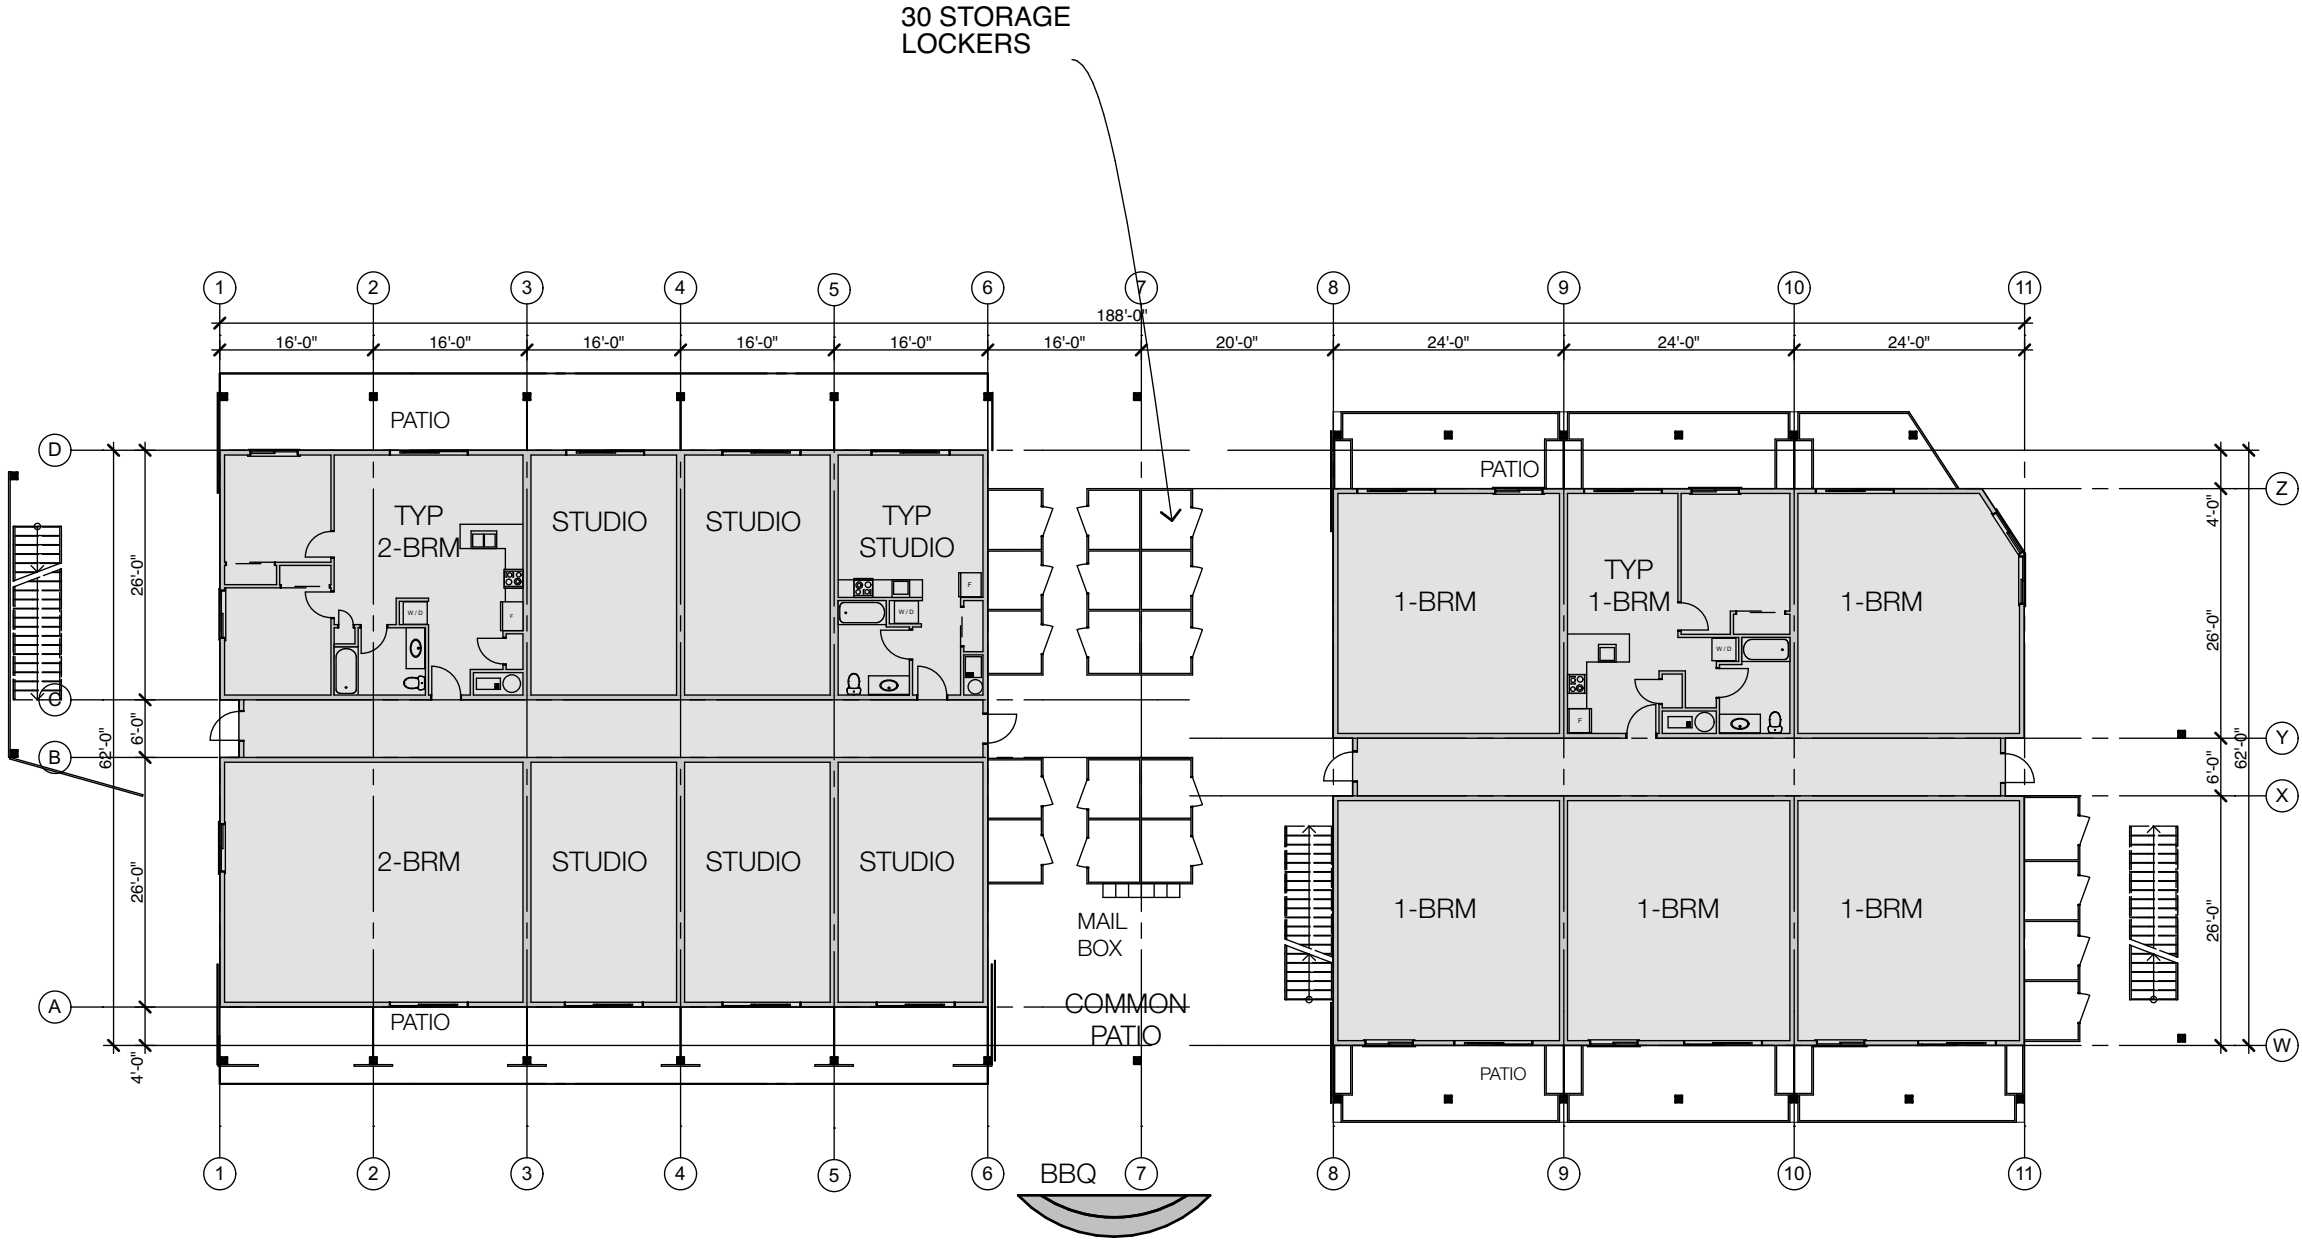 30 STORAGE
LOCKERS
1 2 3 4 5 6 7 8 9 10 11
188'-0"
16'-0" 16'-0" 16'-0" 16'-0" 16'-0" 16'-0" 20'-0" 24'-0" 24'-0" 24'-0"
PATIO
D
PATIO
Z
4'-0"
TYP
2-BRM
STUDIO
STUDIO
TYP
STUDIO
26'-0"
F
W/D
F
W/D
1-BRM
TYP
1-BRM
1-BRM
26'-0"
W/D
F
C
6'-0"
62'-0"
B
Y
6'-0"
62'-0"
X
2-BRM
STUDIO
STUDIO
STUDIO
26'-0"
MAIL
BOX
1-BRM
1-BRM
1-BRM
26'-0"
A
PATIO
COMMON
PATIO
W
4'-0"
PATIO
1 2 3 4 5 6 7 8 9 10 11
BBQ